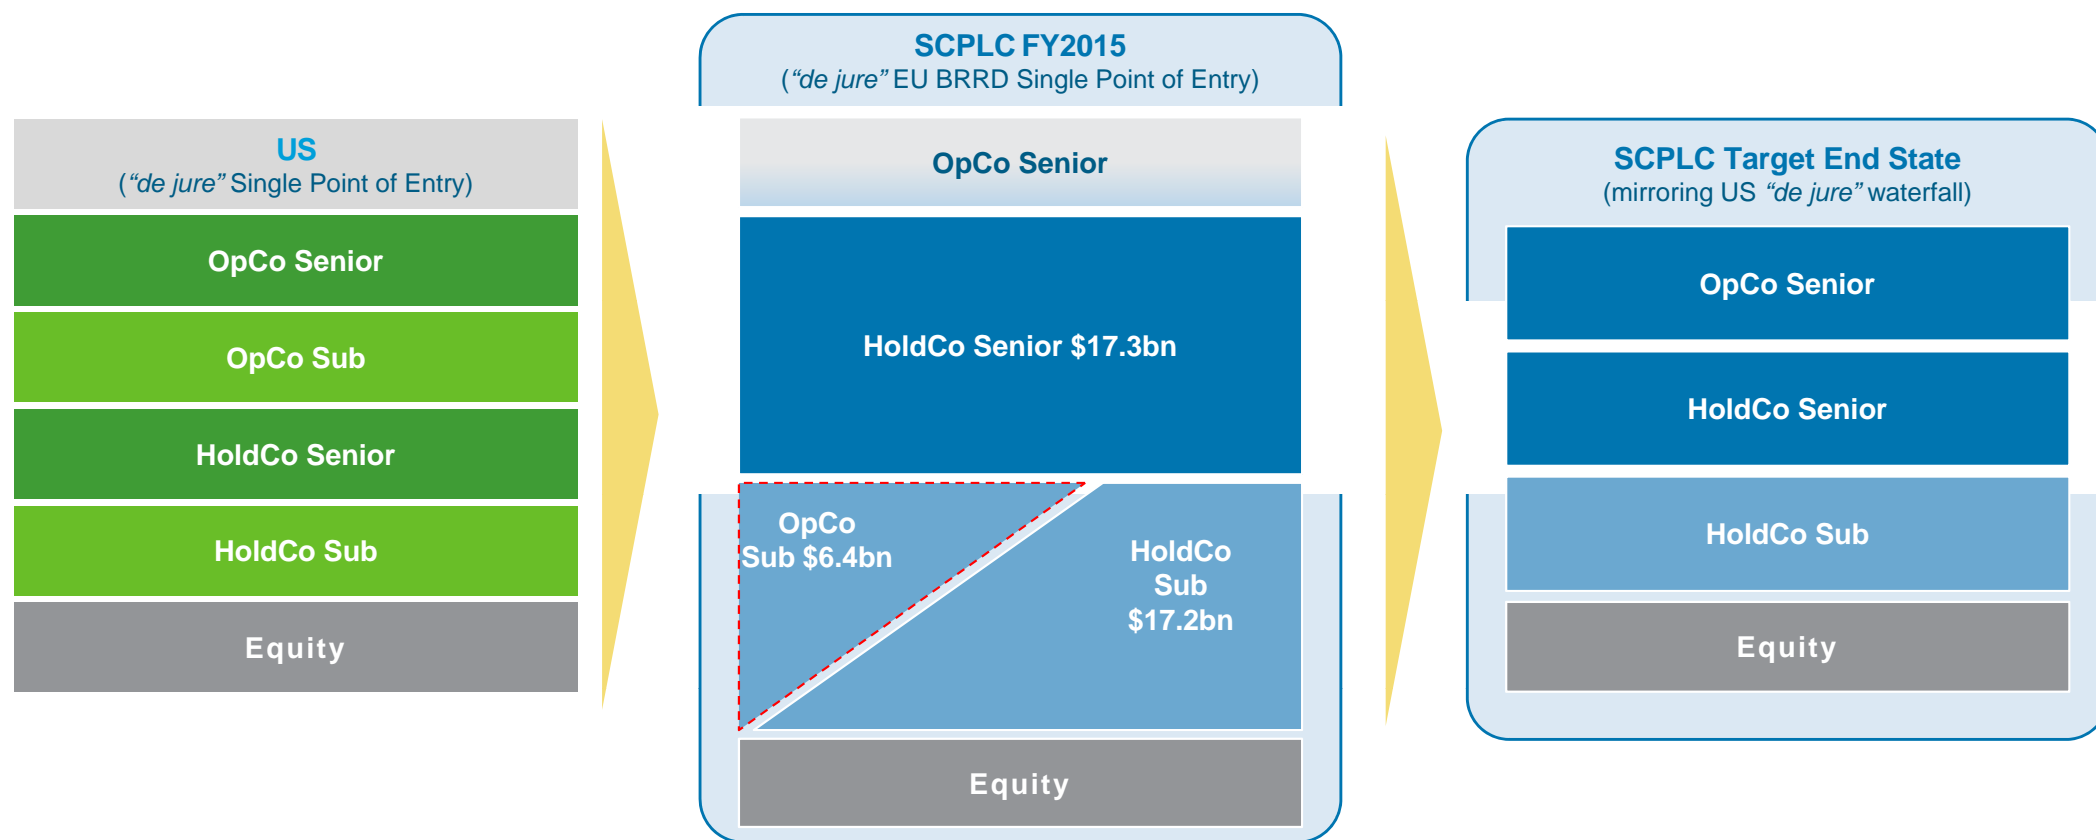 US
(“de jure” Single Point of Entry)
OpCo Senior
OpCo Sub
HoldCo Senior
HoldCo Sub
Equity
SCPLC FY2015
(“de jure” EU BRRD Single Point of Entry)
OpCo Senior
HoldCo Senior $17.3bn
OpCo
Sub $6.4bn
HoldCo
Sub
$17.2bn
Equity
SCPLC Target End State
(mirroring US “de jure” waterfall)
OpCo Senior
HoldCo Senior
HoldCo Sub
Equity